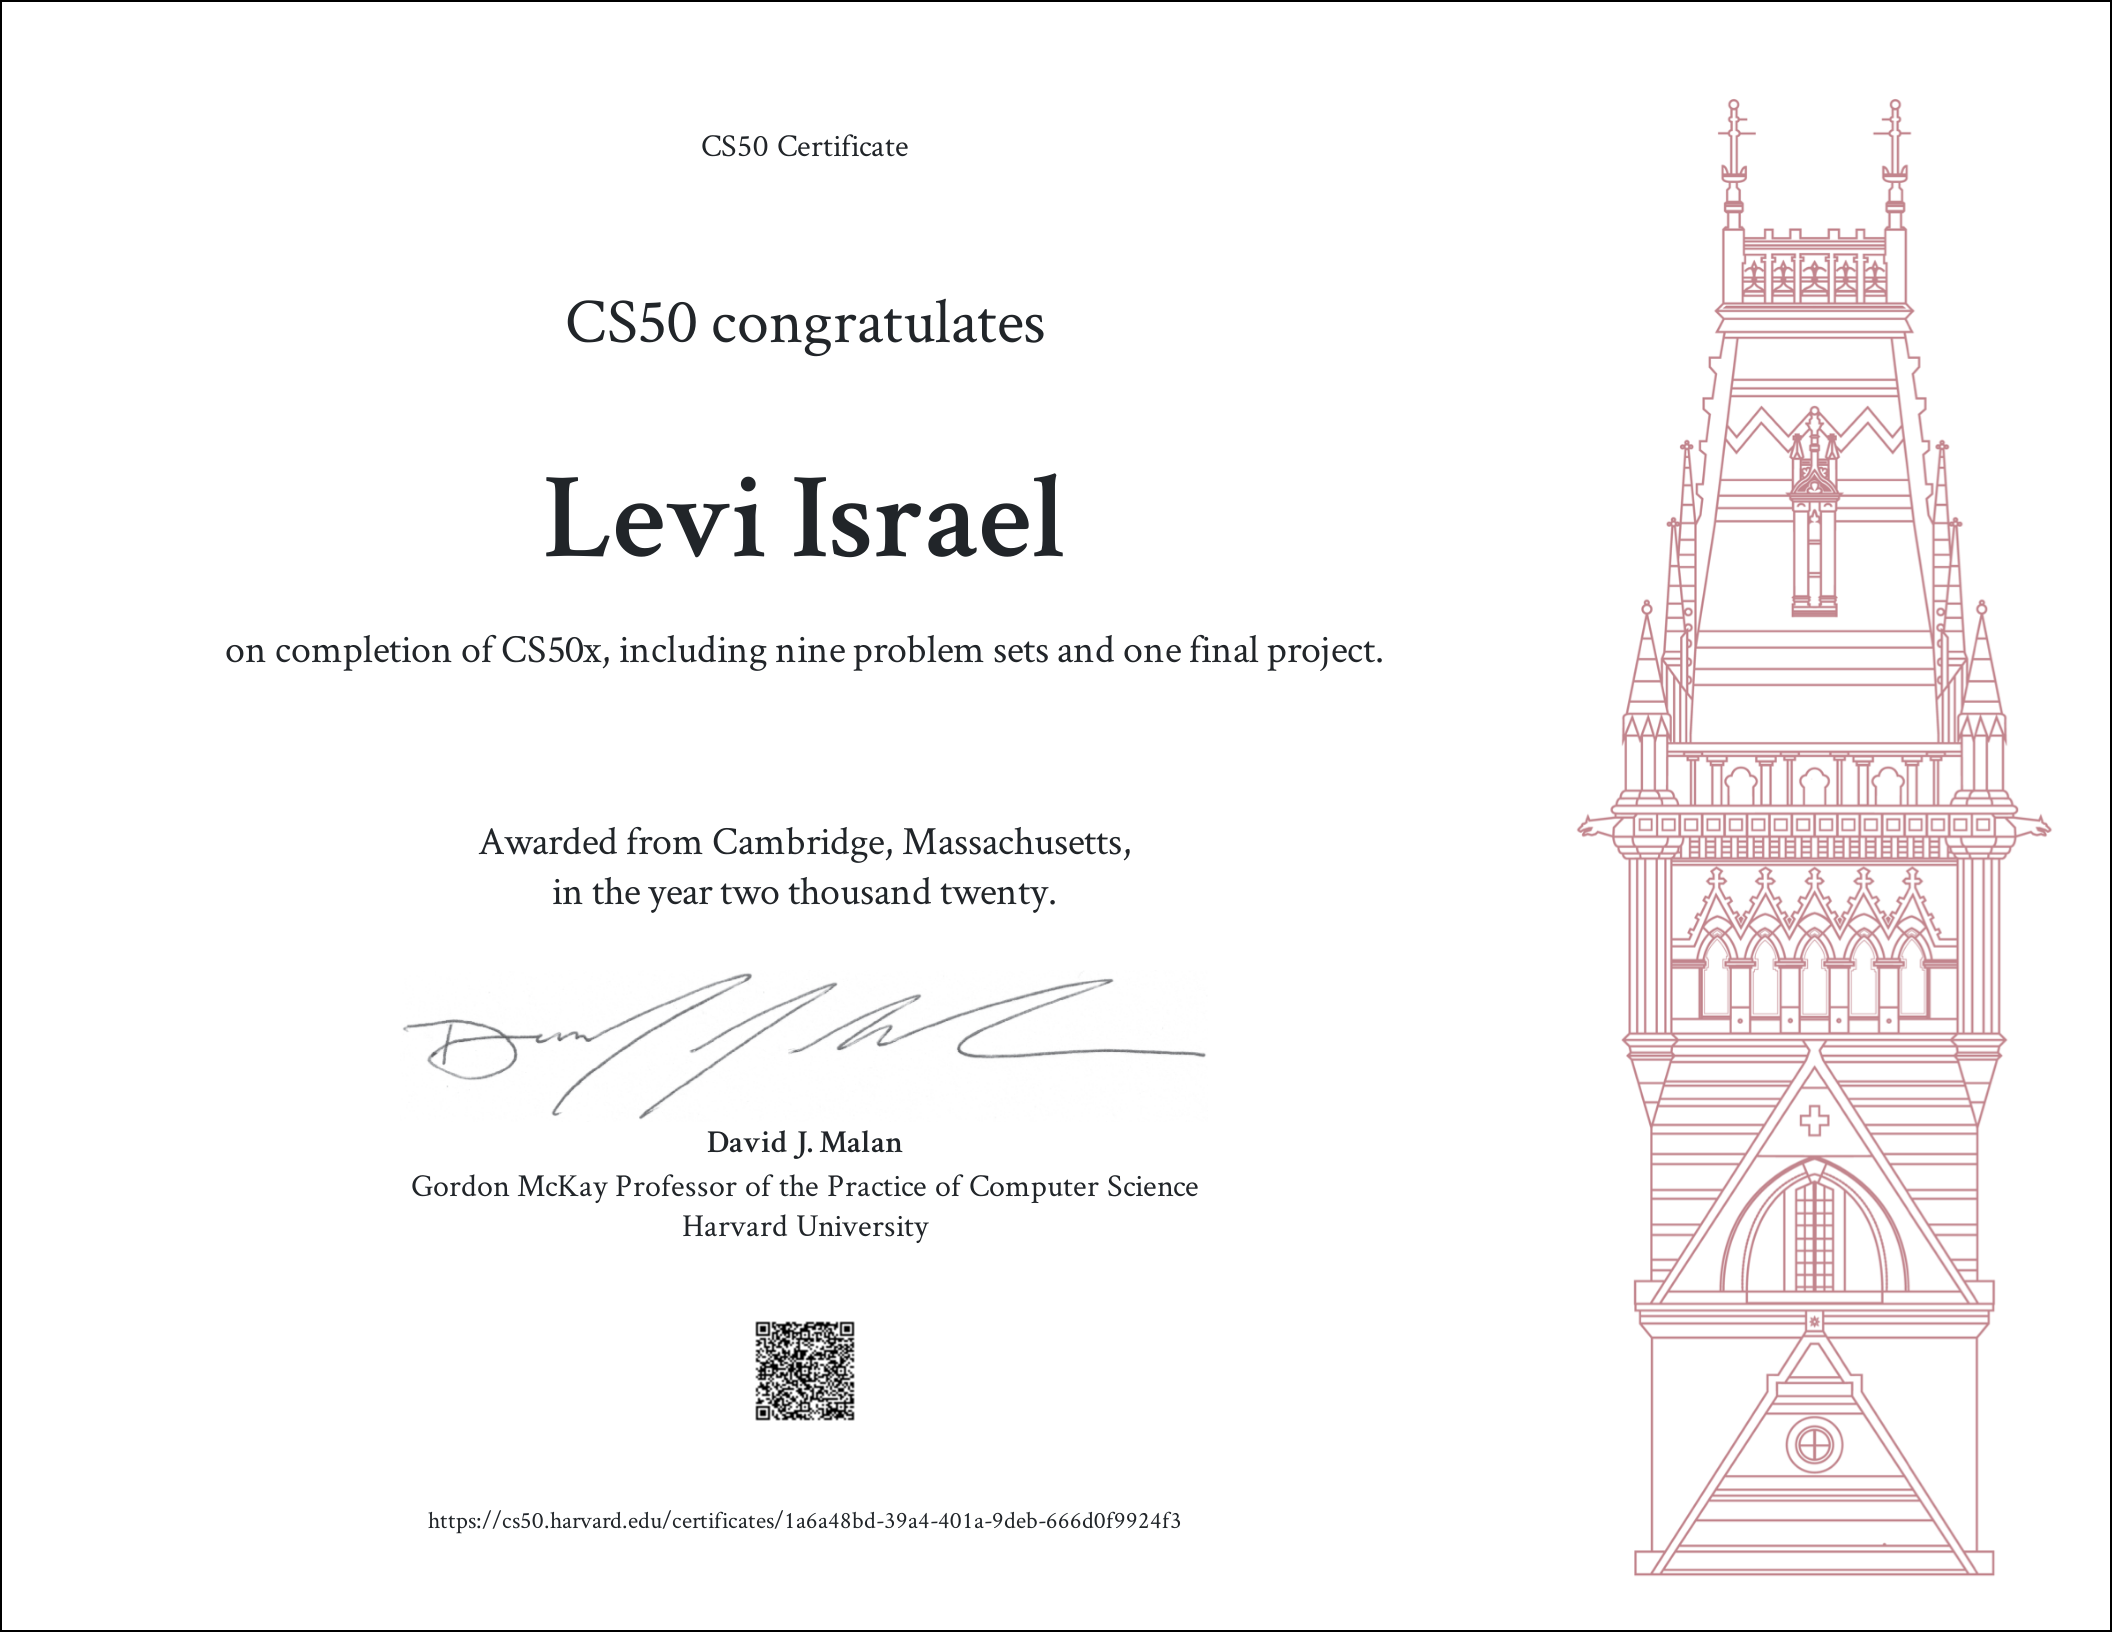 CS50 Certificate
CS50 congratulates
Levi Israel
on completion of CS50x, including nine problem sets and one final project.
Awarded from Cambridge, Massachusetts,
in the year two thousand twenty.
David J. Malan
Gordon McKay Professor of the Practice of Computer Science
Harvard University
https://cs50.harvard.edu/certificates/1a6a48bd-39a4-401a-9deb-666d0f9924f3